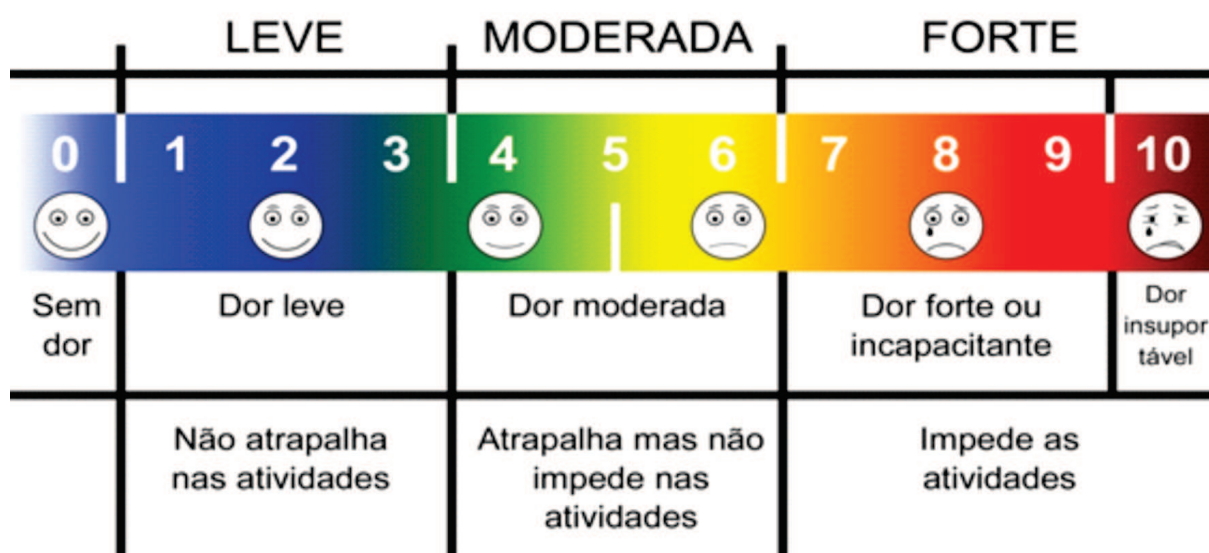 LEVE MODERADA FORTE
0 1 2 3 4 5 6 7 8 9 10
Sem
dor
Dor leve
Dor moderada
Dor forte ou
incapacitante
Dor
insupor
tável
Não atrapalha
nas atividades
Atrapalha mas não
impede nas
atividades
Impede as
atividades